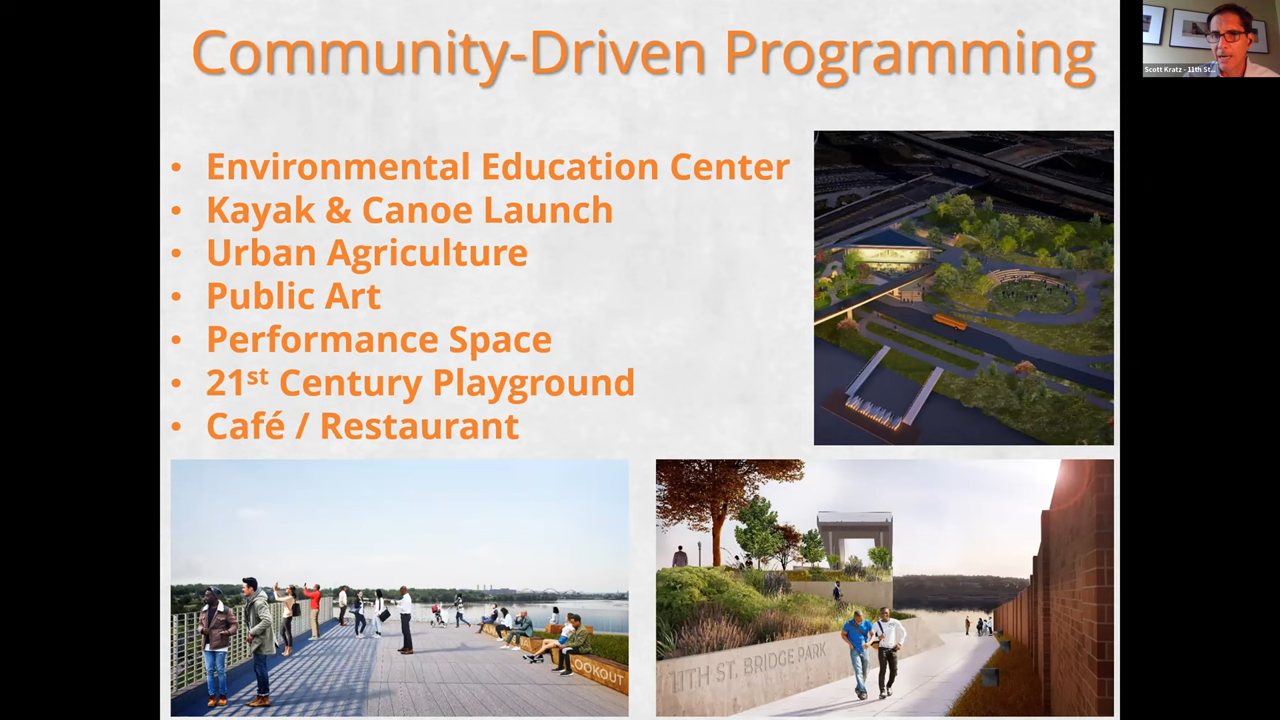 Community-Driven Programming
Scott Kratz - 11th St...
• Environmental Education Center
• Kayak & Canoe Launch
• Urban Agriculture
• Public Art
• Performance Space
• 21st Century Playground
• Café / Restaurant
LOOKOUT
11TH ST. BRIDGE PARK